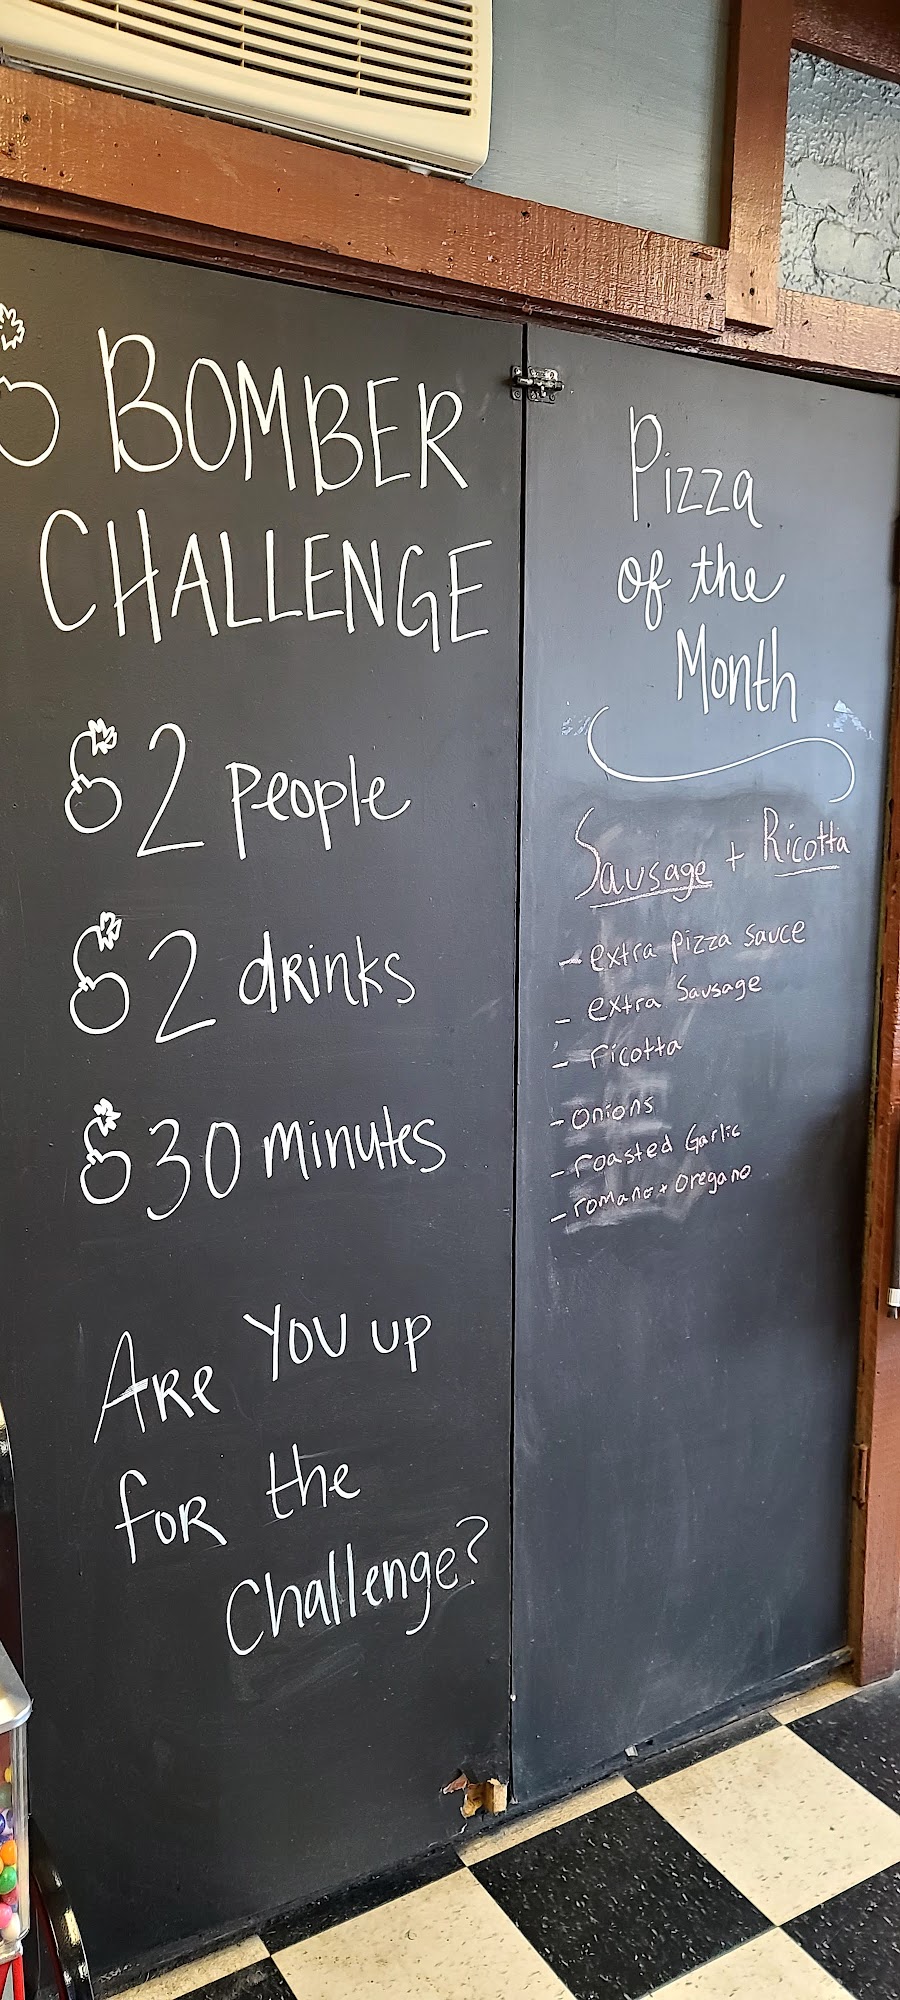 BOMBER
CHALLENGE
2 people
2 drinks
30 minutes
Are You up
for the
Challenge?
Pizza
of the
Month
Sausage + Ricotta
- extra pizza sauce
- extra Sausage
- ricotta
- onions
- roasted Garlic
- romano + oregano